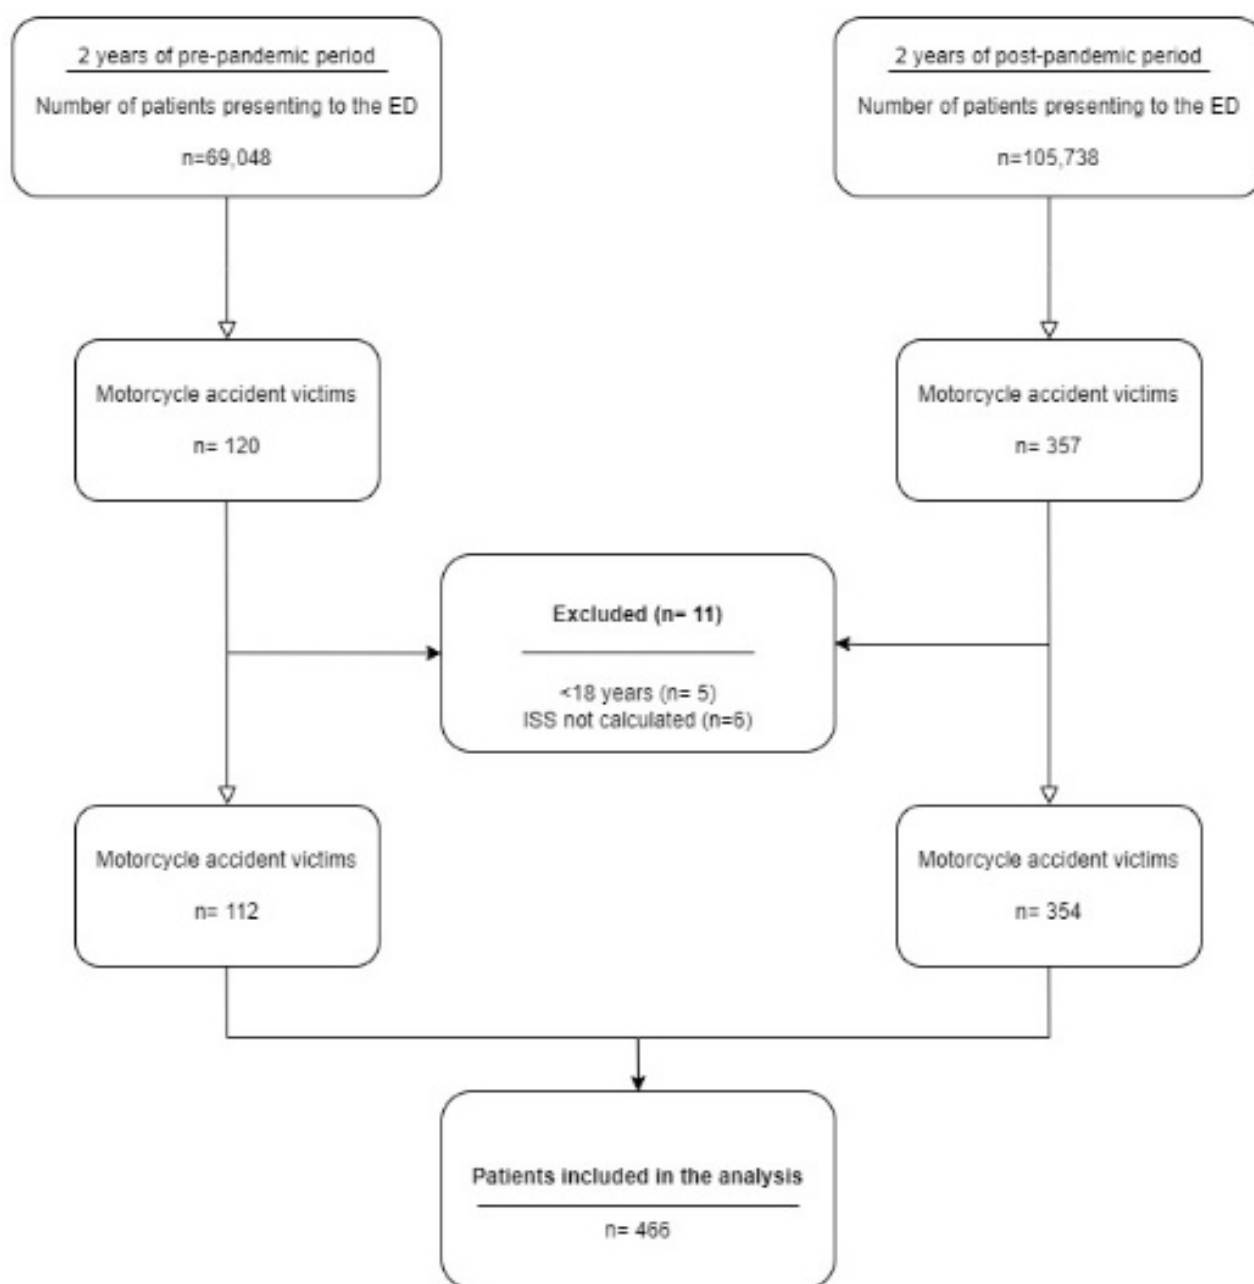 2 years of pre-pandemic period
Number of patients presenting to the ED
n=69,048
2 years of post-pandemic period
Number of patients presenting to the ED
n=105,738
Motorcycle accident victims
n= 120
Motorcycle accident victims
n= 357
Excluded (n= 11)
<18 years (n= 5)
ISS not calculated (n=6)
Motorcycle accident victims
n= 112
Motorcycle accident victims
n= 354
Patients included in the analysis
n= 466